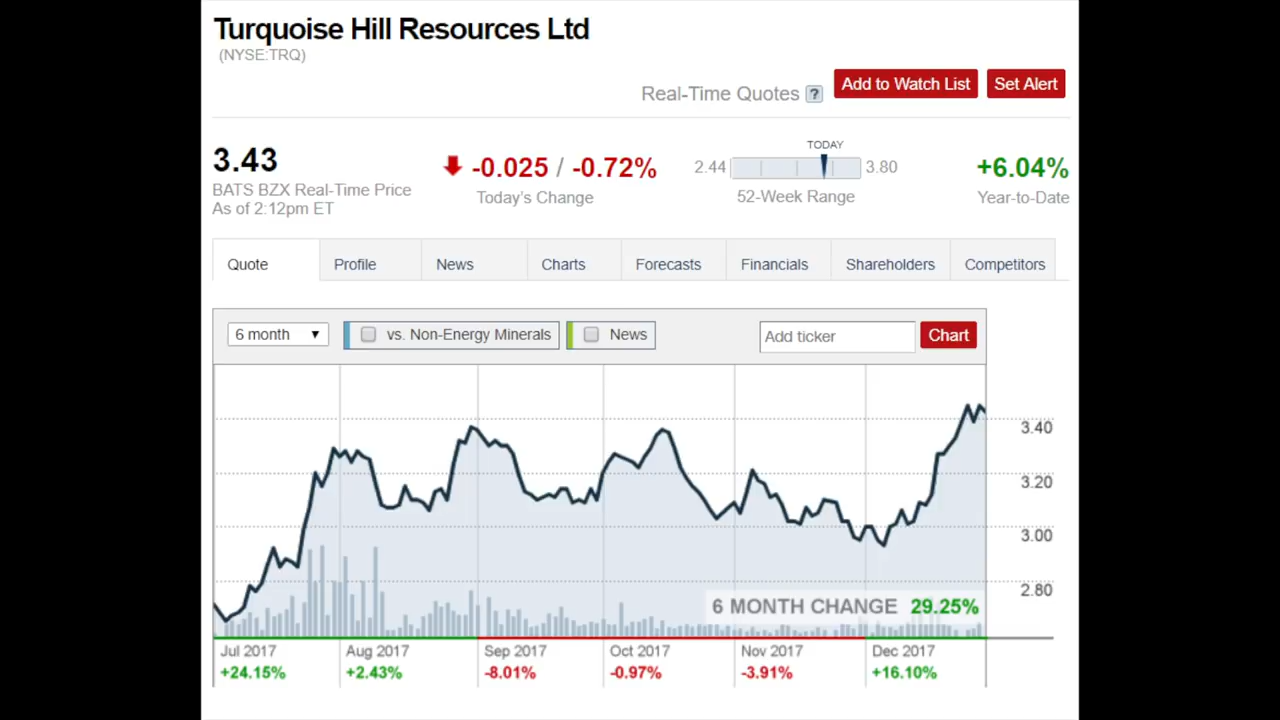 Turquoise Hill Resources Ltd
(NYSE:TRQ)
Real-Time Quotes ? Add to Watch List Set Alert
TODAY
3.43 -0.025 / -0.72% 2.44 3.80 +6.04%
BATS BZX Real-Time Price Today's Change 52-Week Range Year-to-Date
As of 2:12pm ET
Quote Profile News Charts Forecasts Financials Shareholders Competitors
6 month ▼ vs. Non-Energy Minerals News Add ticker Chart
3.40
3.20
3.00
2.80
6 MONTH CHANGE 29.25%
Jul 2017 Aug 2017 Sep 2017 Oct 2017 Nov 2017 Dec 2017
+24.15% +2.43% -8.01% -0.97% -3.91% +16.10%